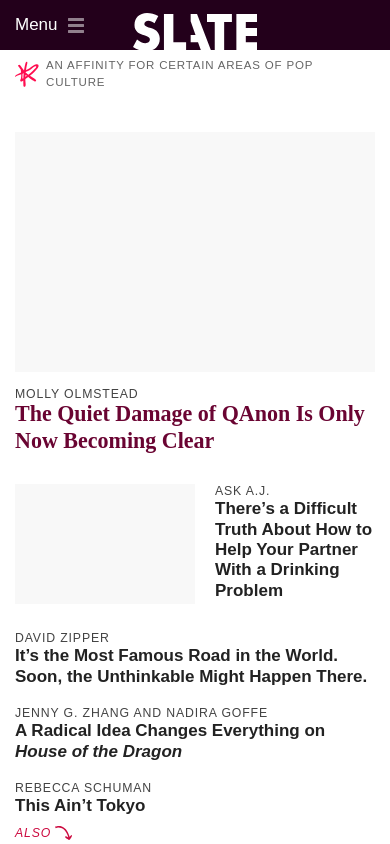 Menu
SLATE
AN AFFINITY FOR CERTAIN AREAS OF POP
CULTURE
MOLLY OLMSTEAD
The Quiet Damage of QAnon Is Only
Now Becoming Clear
ASK A.J.
There’s a Difficult
Truth About How to
Help Your Partner
With a Drinking
Problem
DAVID ZIPPER
It’s the Most Famous Road in the World.
Soon, the Unthinkable Might Happen There.
JENNY G. ZHANG AND NADIRA GOFFE
A Radical Idea Changes Everything on
House of the Dragon
REBECCA SCHUMAN
This Ain’t Tokyo
ALSO